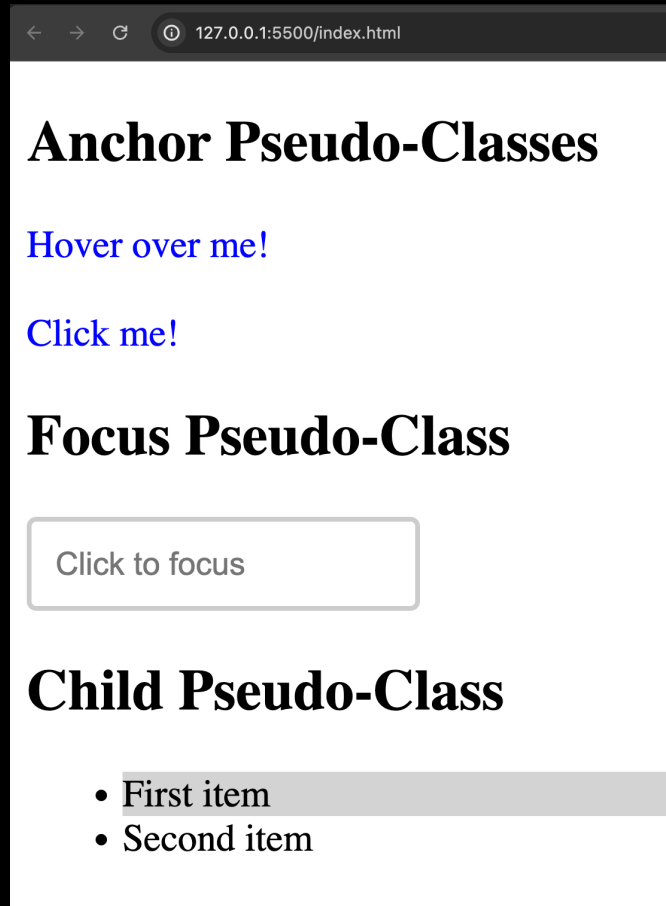 127.0.0.1:5500/index.html
Anchor Pseudo-Classes
Hover over me!
Click me!
Focus Pseudo-Class
Click to focus
Child Pseudo-Class
First item
Second item